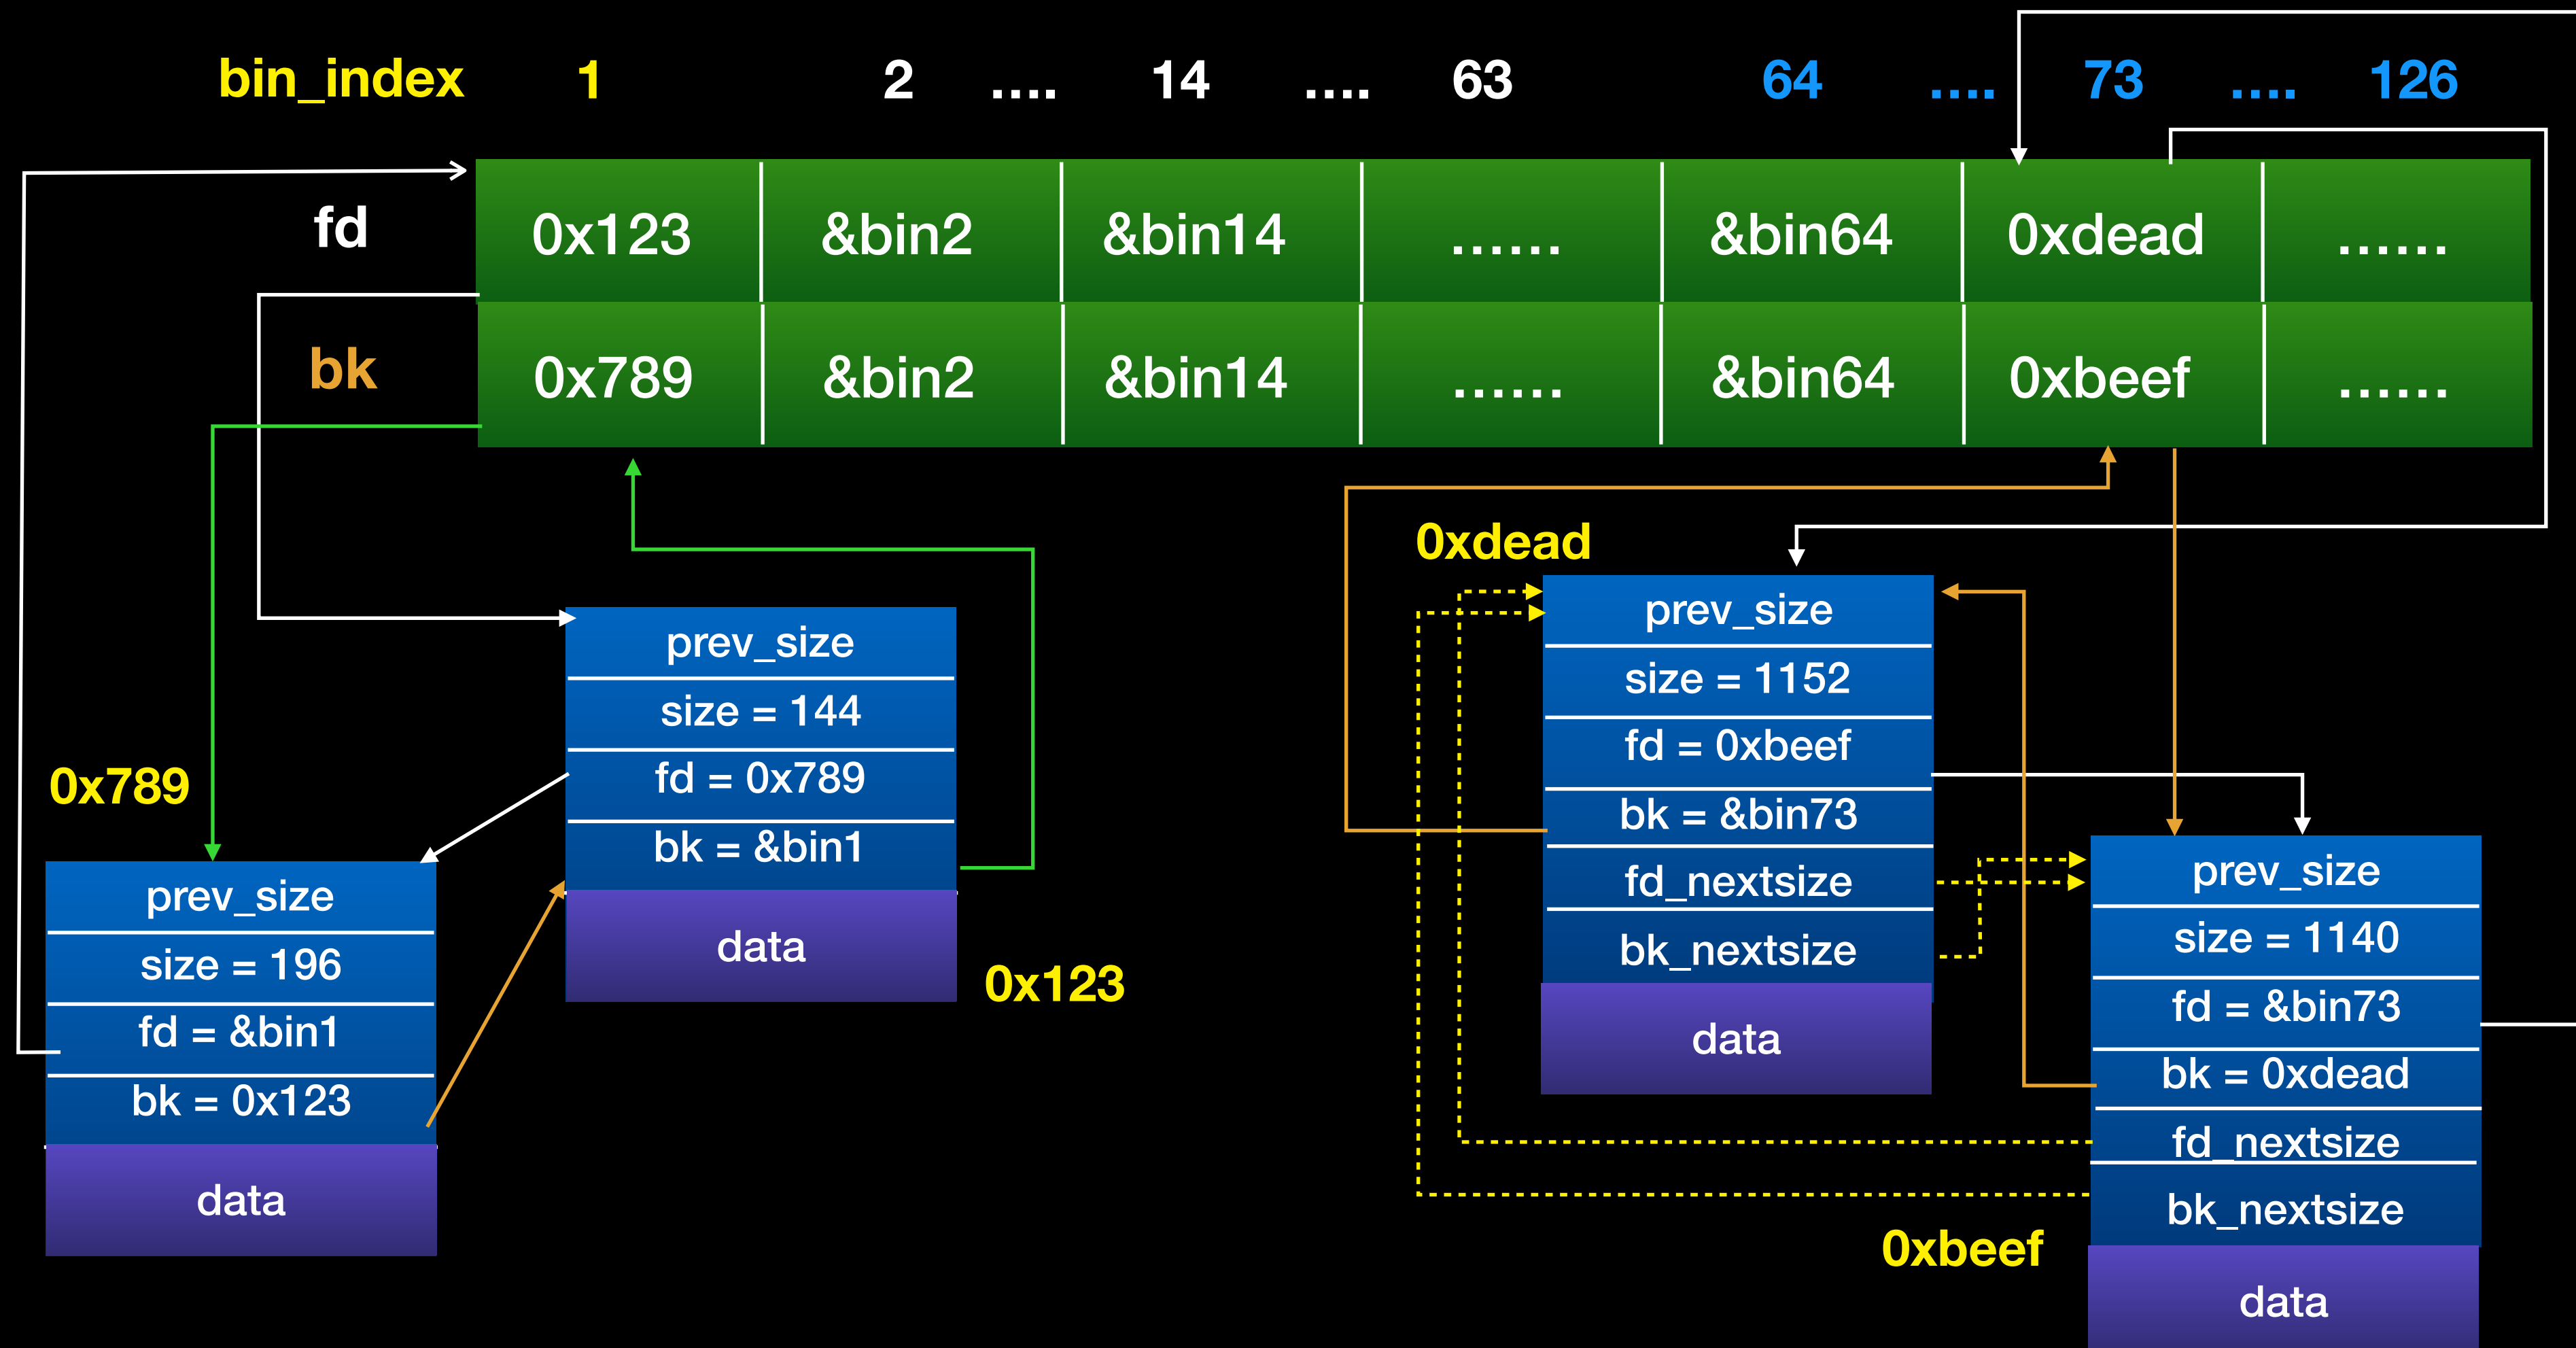 bin_index 1 2 .... 14 .... 63 64 .... 73 .... 126
fd 0x123 &bin2 &bin14 ...... &bin64 0xdead ......
bk 0x789 &bin2 &bin14 ...... &bin64 0xbeef ......
0x789
prev_size
size = 196
fd = &bin1
bk = 0x123
data
prev_size
size = 144
fd = 0x789
bk = &bin1
data
0x123
0xdead
prev_size
size = 1152
fd = 0xbeef
bk = &bin73
fd_nextsize
bk_nextsize
data
prev_size
size = 1140
fd = &bin73
bk = 0xdead
fd_nextsize
bk_nextsize
0xbeef
data